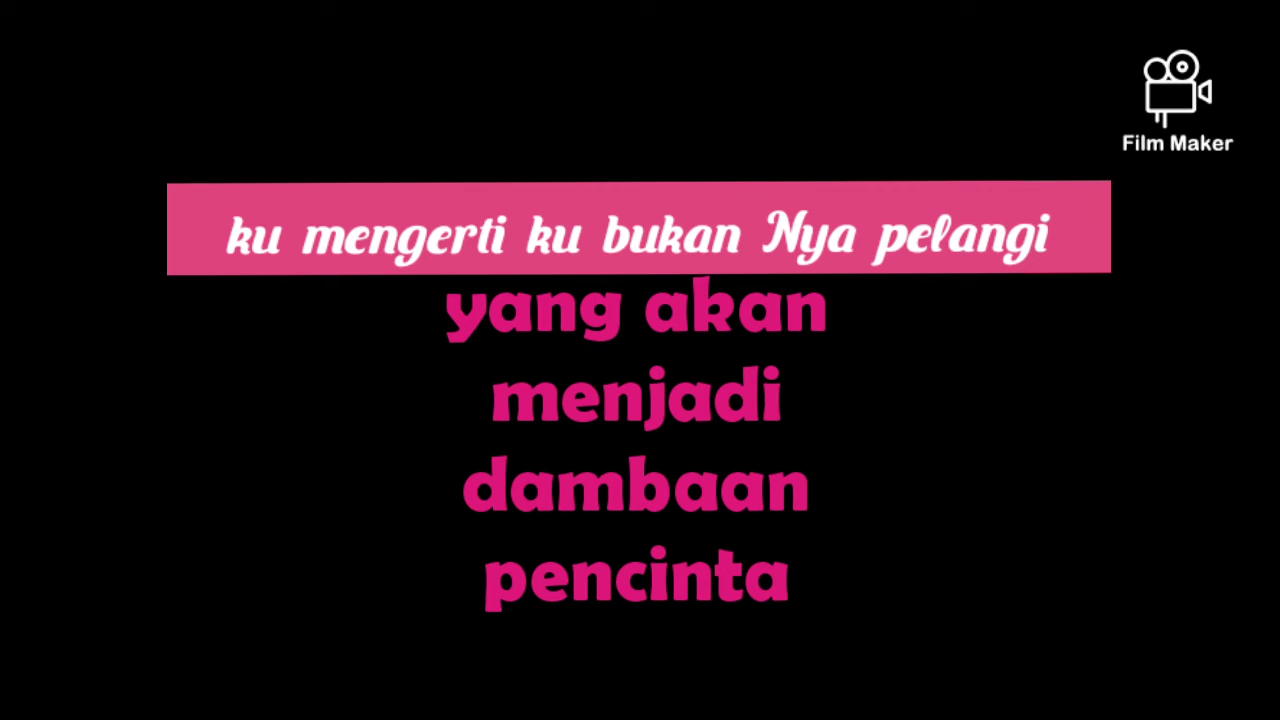 Film Maker
ku mengerti ku bukan Nya pelangi
yang akan
menjadi
dambaan
pencinta